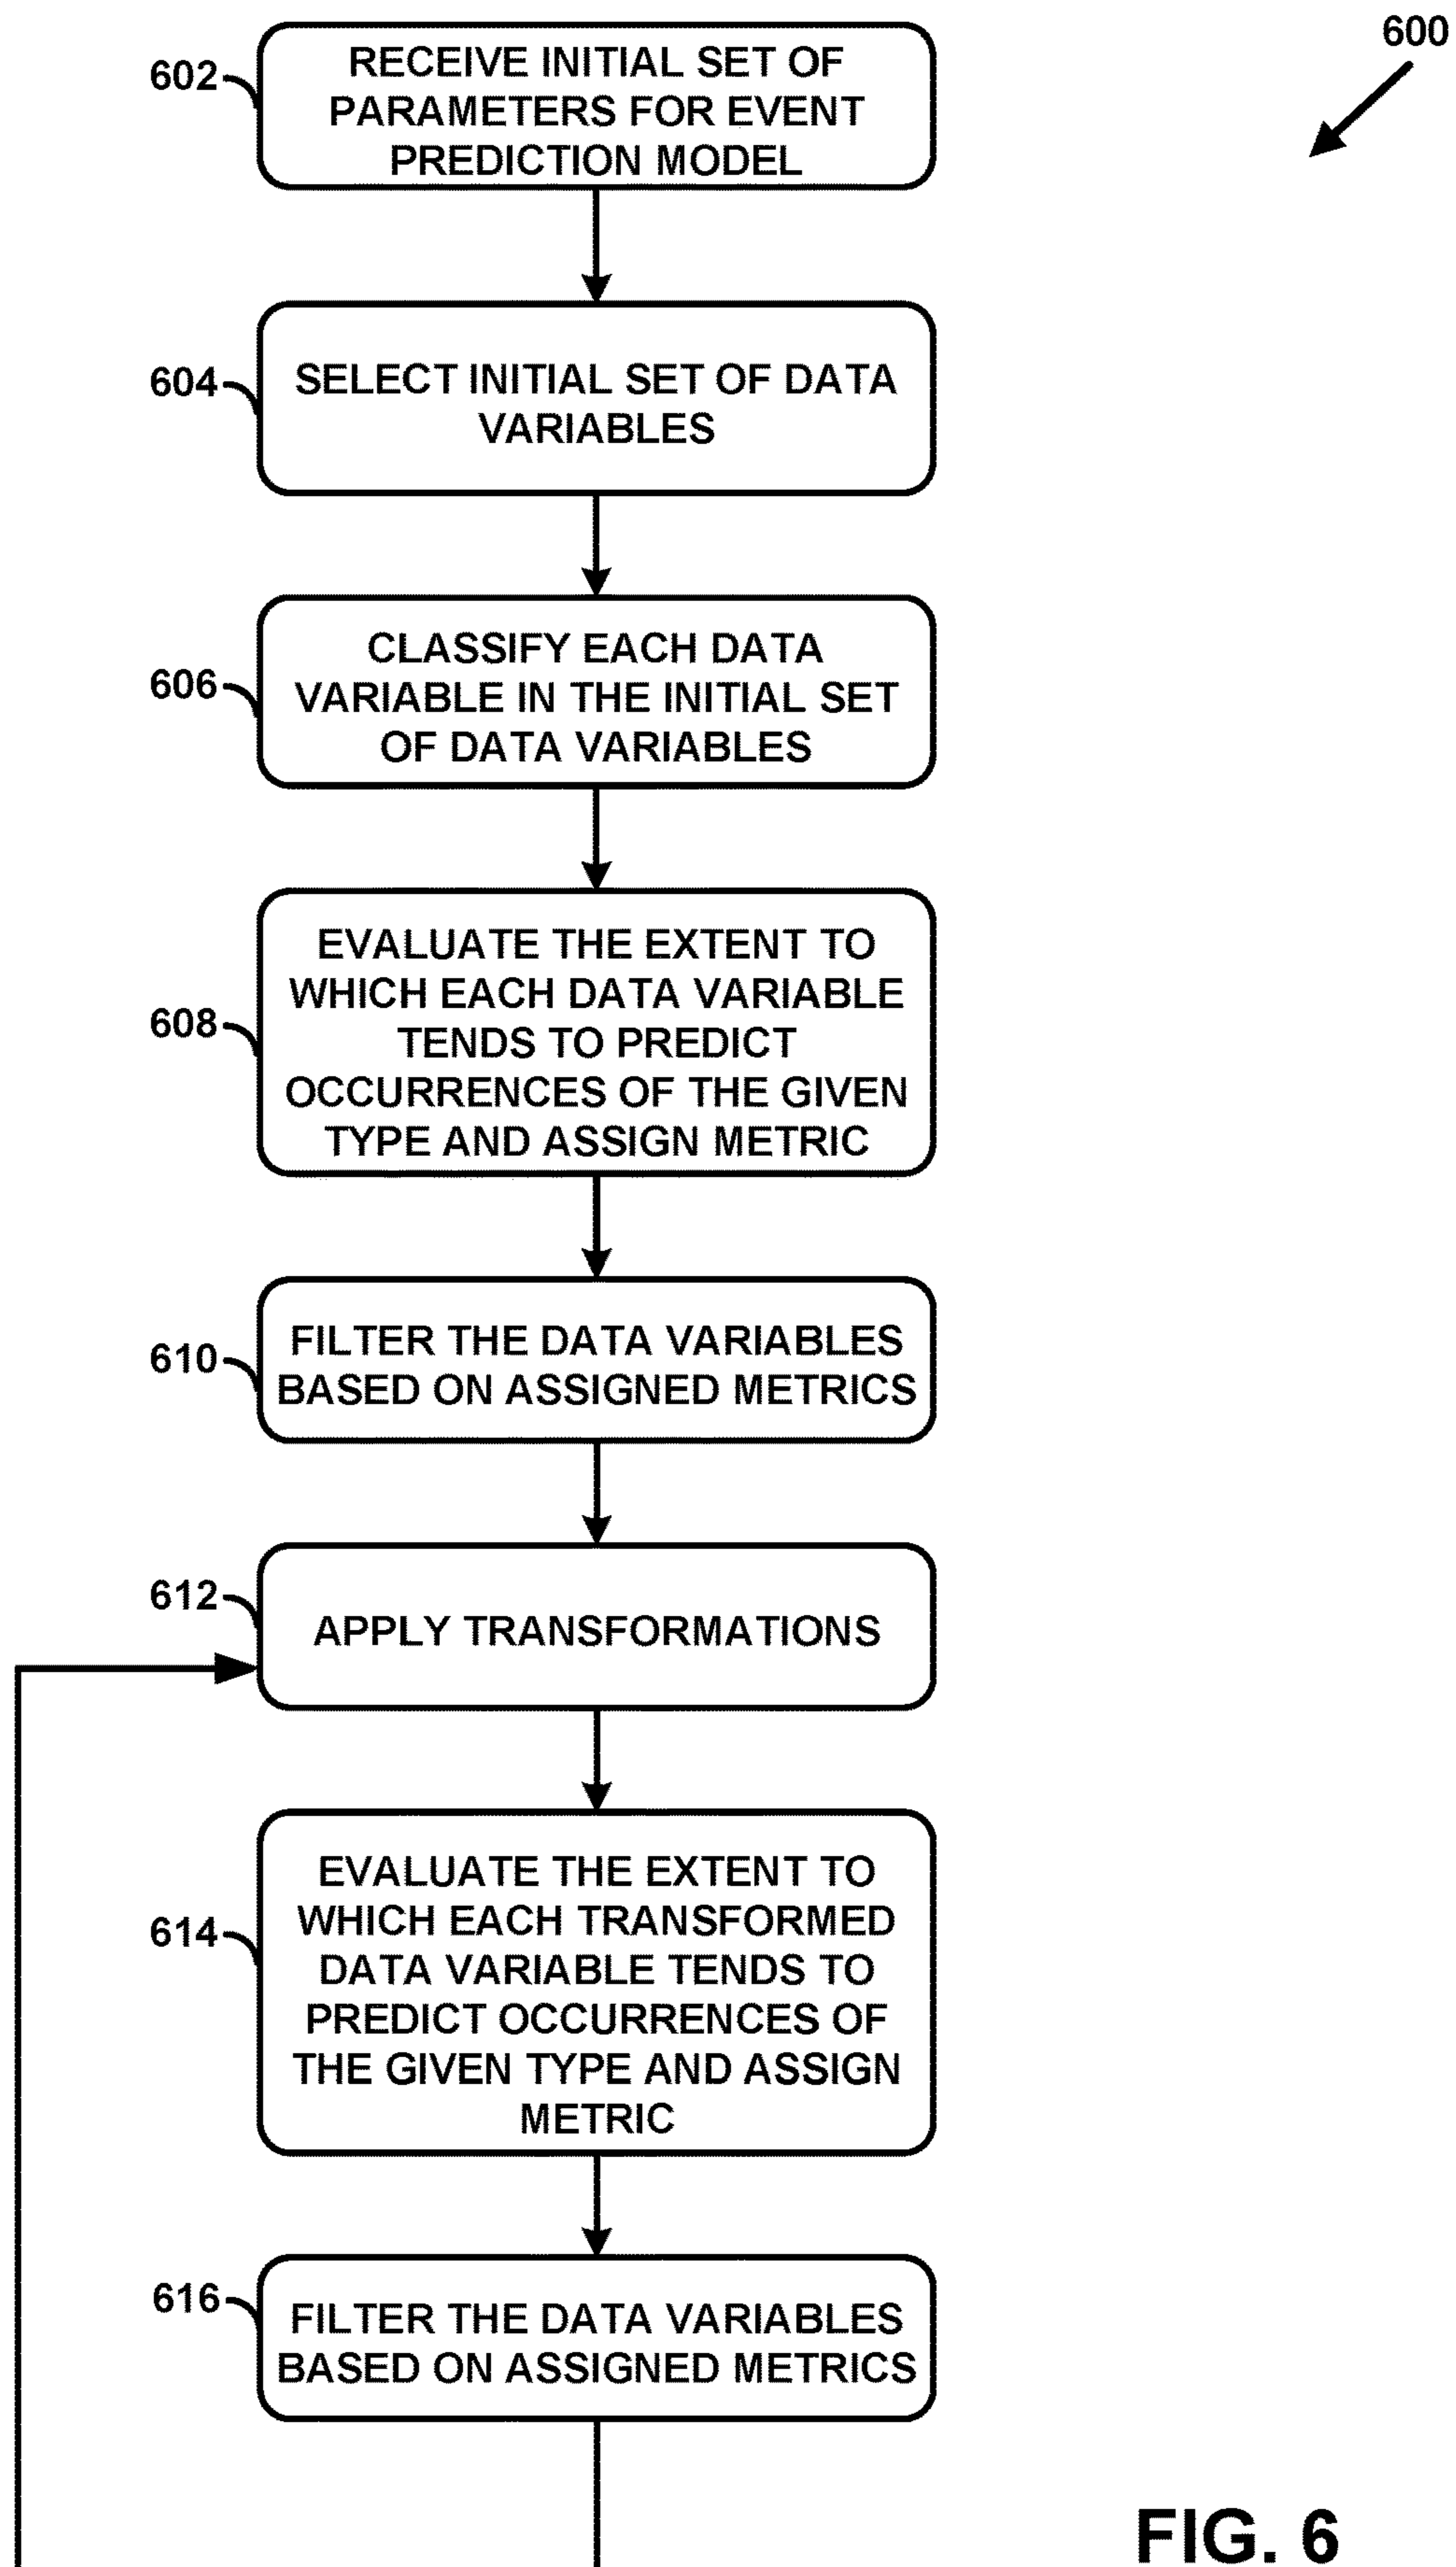 600
602
RECEIVE INITIAL SET OF
PARAMETERS FOR EVENT
PREDICTION MODEL
604
SELECT INITIAL SET OF DATA
VARIABLES
606
CLASSIFY EACH DATA
VARIABLE IN THE INITIAL SET
OF DATA VARIABLES
608
EVALUATE THE EXTENT TO
WHICH EACH DATA VARIABLE
TENDS TO PREDICT
OCCURRENCES OF THE GIVEN
TYPE AND ASSIGN METRIC
610
FILTER THE DATA VARIABLES
BASED ON ASSIGNED METRICS
612
APPLY TRANSFORMATIONS
614
EVALUATE THE EXTENT TO
WHICH EACH TRANSFORMED
DATA VARIABLE TENDS TO
PREDICT OCCURRENCES OF
THE GIVEN TYPE AND ASSIGN
METRIC
616
FILTER THE DATA VARIABLES
BASED ON ASSIGNED METRICS
FIG. 6